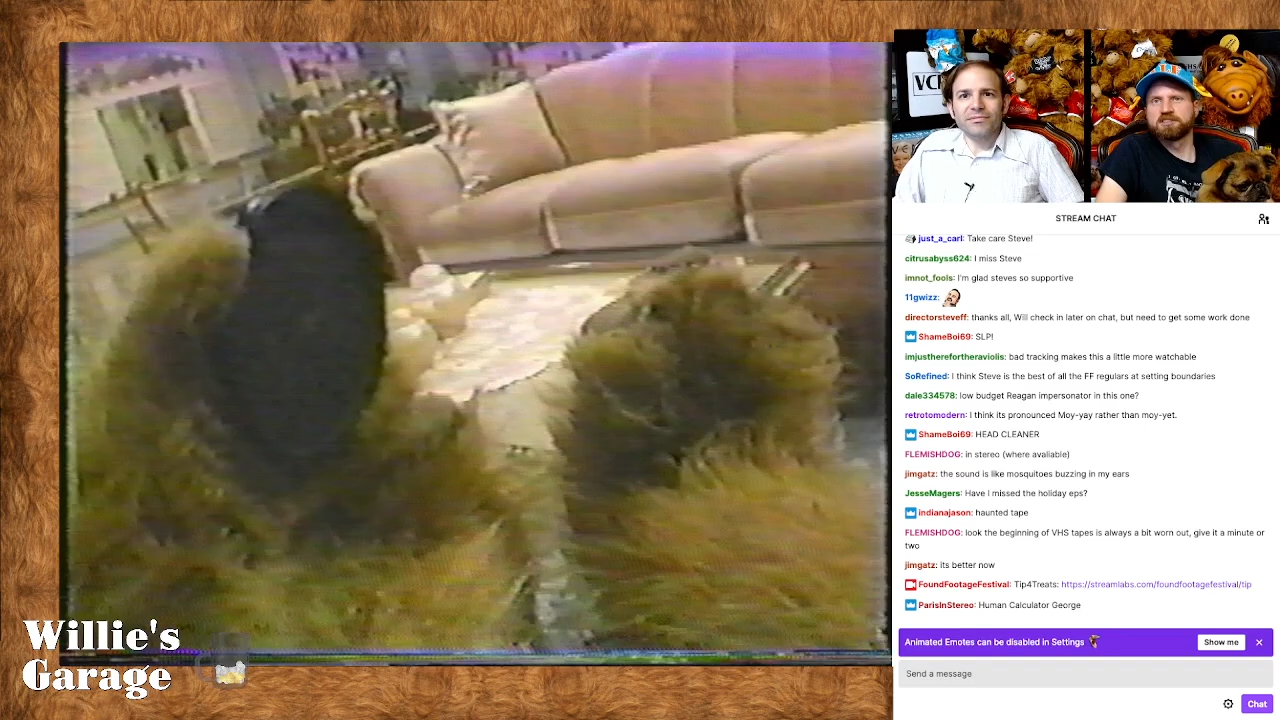 VCR
STREAM CHAT
just_a_carl: Take care Steve!
citrusabyss624: I miss Steve
imnot_fools: I'm glad steves so supportive
11gwizz:
directorsteveff: thanks all, Will check in later on chat, but need to get some work done
ShameBoi69: SLP!
imjustherefortheraviolis: bad tracking makes this a little more watchable
SoRefined: I think Steve is the best of all the FF regulars at setting boundaries
dale334578: low budget Reagan impersonator in this one?
retrotomodern: I think its pronounced Moy-yay rather than moy-yet.
ShameBoi69: HEAD CLEANER
FLEMISHDOG: in stereo (where avaliable)
jimgatz: the sound is like mosquitoes buzzing in my ears
JesseMagers: Have I missed the holiday eps?
indianajason: haunted tape
FLEMISHDOG: look the beginning of VHS tapes is always a bit worn out, give it a minute or
two
jimgatz: its better now
FoundFootageFestival: Tip4Treats: https://streamlabs.com/foundfootagefestival/tip
ParisInStereo: Human Calculator George
Animated Emotes can be disabled in Settings
Show me
Send a message
Chat
Willie's
Garage